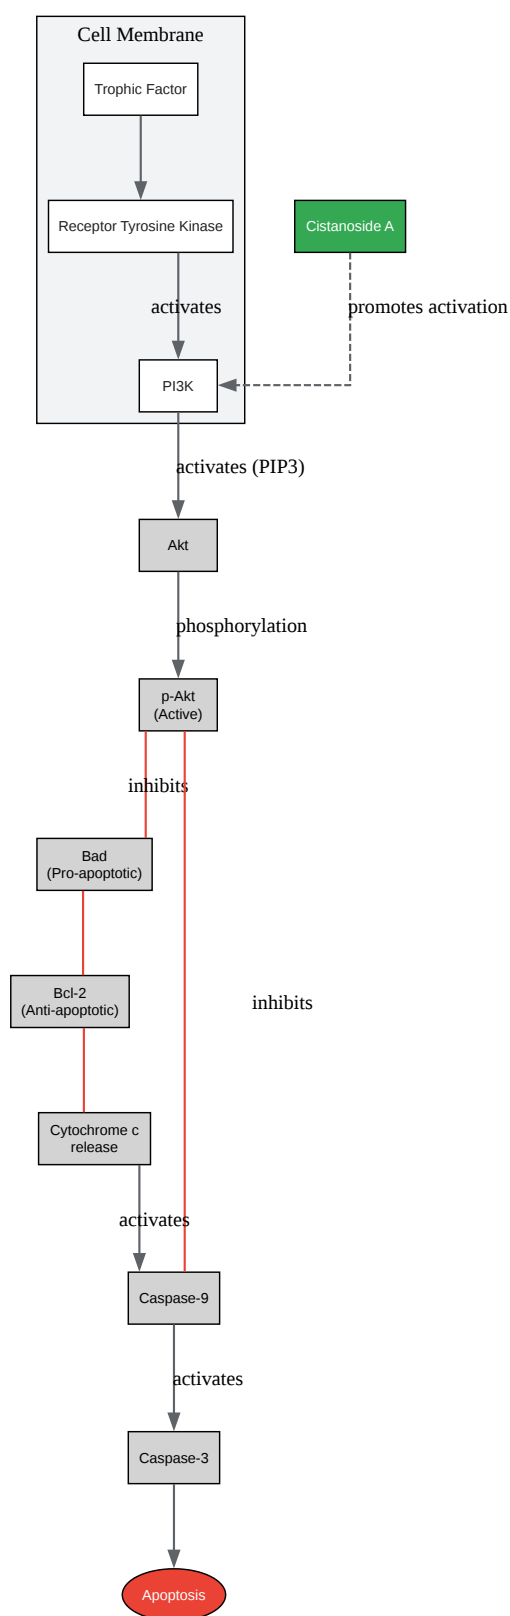 Cell Membrane
Trophic Factor
Receptor Tyrosine Kinase
Cistanoside A
activates
promotes activation
PI3K
activates (PIP3)
Akt
phosphorylation
p-Akt
(Active)
inhibits
Bad
(Pro-apoptotic)
Bcl-2
(Anti-apoptotic)
inhibits
Cytochrome c
release
activates
Caspase-9
activates
Caspase-3
Apoptosis